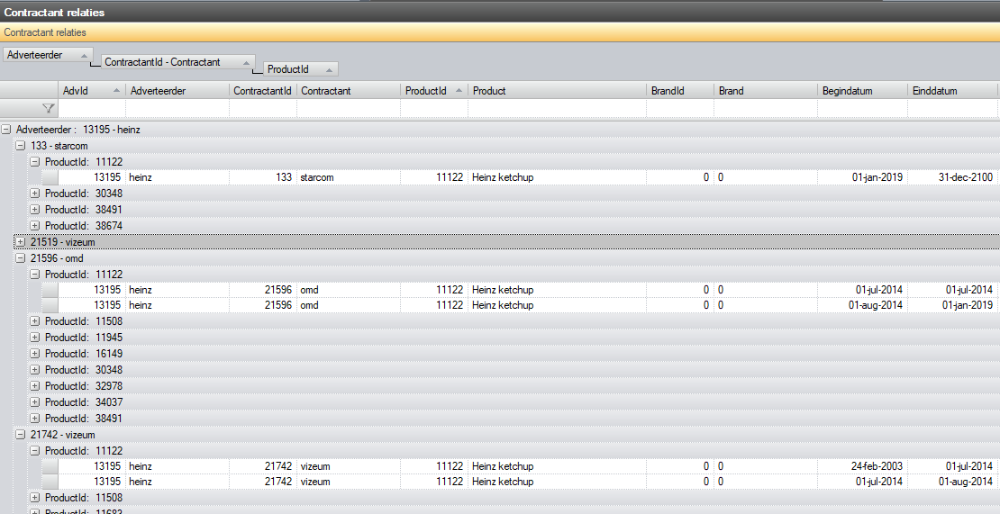 Contractant relaties
Contractant relaties
Adverteerder
ContractantId - Contractant
ProductId
AdvId Adverteerder ContractantId Contractant ProductId Product BrandId Brand Begindatum Einddatum
Adverteerder : 13195 - heinz
133 - starcom
ProductId: 11122
13195 heinz 133 starcom 11122 Heinz ketchup 0 0 01-jan-2019 31-dec-2100
ProductId: 30348
ProductId: 38491
ProductId: 38674
21519 - vizeum
21596 - omd
ProductId: 11122
13195 heinz 21596 omd 11122 Heinz ketchup 0 0 01-jul-2014 01-jul-2014
13195 heinz 21596 omd 11122 Heinz ketchup 0 0 01-aug-2014 01-jan-2019
ProductId: 11508
ProductId: 11945
ProductId: 16149
ProductId: 30348
ProductId: 32978
ProductId: 34037
ProductId: 38491
21742 - vizeum
ProductId: 11122
13195 heinz 21742 vizeum 11122 Heinz ketchup 0 0 24-feb-2003 01-jul-2014
13195 heinz 21742 vizeum 11122 Heinz ketchup 0 0 01-jul-2014 01-aug-2014
ProductId: 11508
ProductId: 11683